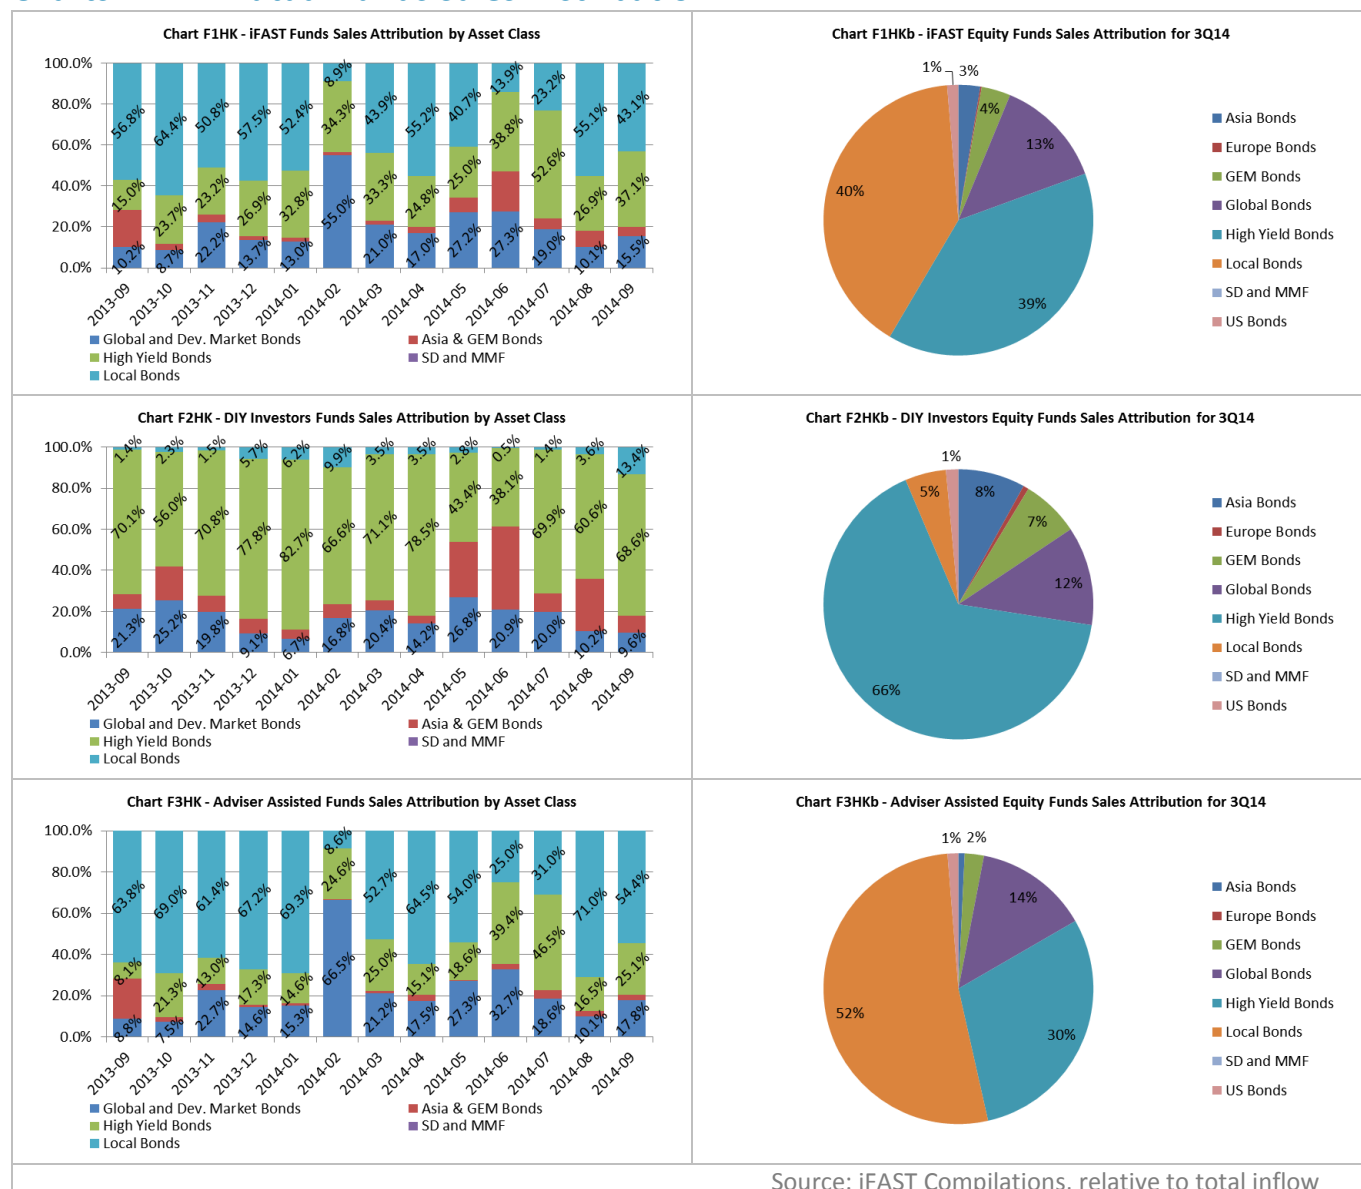 Chart F1HK - iFAST Funds Sales Attribution by Asset Class
100.0%
80.0%
60.0%
40.0%
20.0%
0.0%
56.8% 64.4% 50.8% 57.5% 52.4% 8.9% 43.9% 55.2% 40.7% 13.9% 23.2% 55.1% 43.1%
15.0% 23.7% 23.2% 26.9% 32.8% 34.3% 33.3% 24.8% 25.0% 38.8% 52.6% 26.9% 37.1%
10.2% 8.7% 22.2% 13.7% 13.0% 55.0% 21.0% 17.0% 27.2% 27.3% 19.0% 10.1% 15.5%
2013-09 2013-10 2013-11 2013-12 2014-01 2014-02 2014-03 2014-04 2014-05 2014-06 2014-07 2014-08 2014-09
Global and Dev. Market Bonds Asia & GEM Bonds
High Yield Bonds SD and MMF
Local Bonds
Chart F1HKb - iFAST Equity Funds Sales Attribution for 3Q14
1% 3%
4%
13%
40%
39%
Asia Bonds
Europe Bonds
GEM Bonds
Global Bonds
High Yield Bonds
Local Bonds
SD and MMF
US Bonds
Chart F2HK - DIY Investors Funds Sales Attribution by Asset Class
100.0%
80.0%
60.0%
40.0%
20.0%
0.0%
1.4% 2.3% 1.5% 5.7% 6.2% 9.9% 3.5% 3.5% 2.8% 0.5% 1.4% 3.6% 13.4%
70.1% 56.0% 70.8% 77.8% 82.7% 66.6% 71.1% 78.5% 43.4% 38.1% 69.9% 60.6% 68.6%
21.3% 25.2% 19.8% 9.1% 6.7% 16.8% 20.4% 14.2% 26.8% 20.9% 20.0% 10.2% 9.6%
2013-09 2013-10 2013-11 2013-12 2014-01 2014-02 2014-03 2014-04 2014-05 2014-06 2014-07 2014-08 2014-09
Global and Dev. Market Bonds Asia & GEM Bonds
High Yield Bonds SD and MMF
Local Bonds
Chart F2HKb - DIY Investors Equity Funds Sales Attribution for 3Q14
1%
5% 8%
7%
12%
66%
Asia Bonds
Europe Bonds
GEM Bonds
Global Bonds
High Yield Bonds
Local Bonds
SD and MMF
US Bonds
Chart F3HK - Adviser Assisted Funds Sales Attribution by Asset Class
100.0%
80.0%
60.0%
40.0%
20.0%
0.0%
63.8% 69.0% 61.4% 67.2% 69.3% 8.6% 52.7% 64.5% 54.0% 25.0% 31.0% 71.0% 54.4%
8.1% 21.3% 13.0% 17.3% 14.6% 24.6% 25.0% 15.1% 18.6% 39.4% 46.5% 16.5% 25.1%
8.8% 7.5% 22.7% 14.6% 15.3% 66.5% 21.2% 17.5% 27.3% 32.7% 18.6% 10.1% 17.8%
2013-09 2013-10 2013-11 2013-12 2014-01 2014-02 2014-03 2014-04 2014-05 2014-06 2014-07 2014-08 2014-09
Global and Dev. Market Bonds Asia & GEM Bonds
High Yield Bonds SD and MMF
Local Bonds
Chart F3HKb - Adviser Assisted Equity Funds Sales Attribution for 3Q14
1% 2%
14%
52%
30%
Asia Bonds
Europe Bonds
GEM Bonds
Global Bonds
High Yield Bonds
Local Bonds
SD and MMF
US Bonds
Source: iFAST Compilations, relative to total inflow